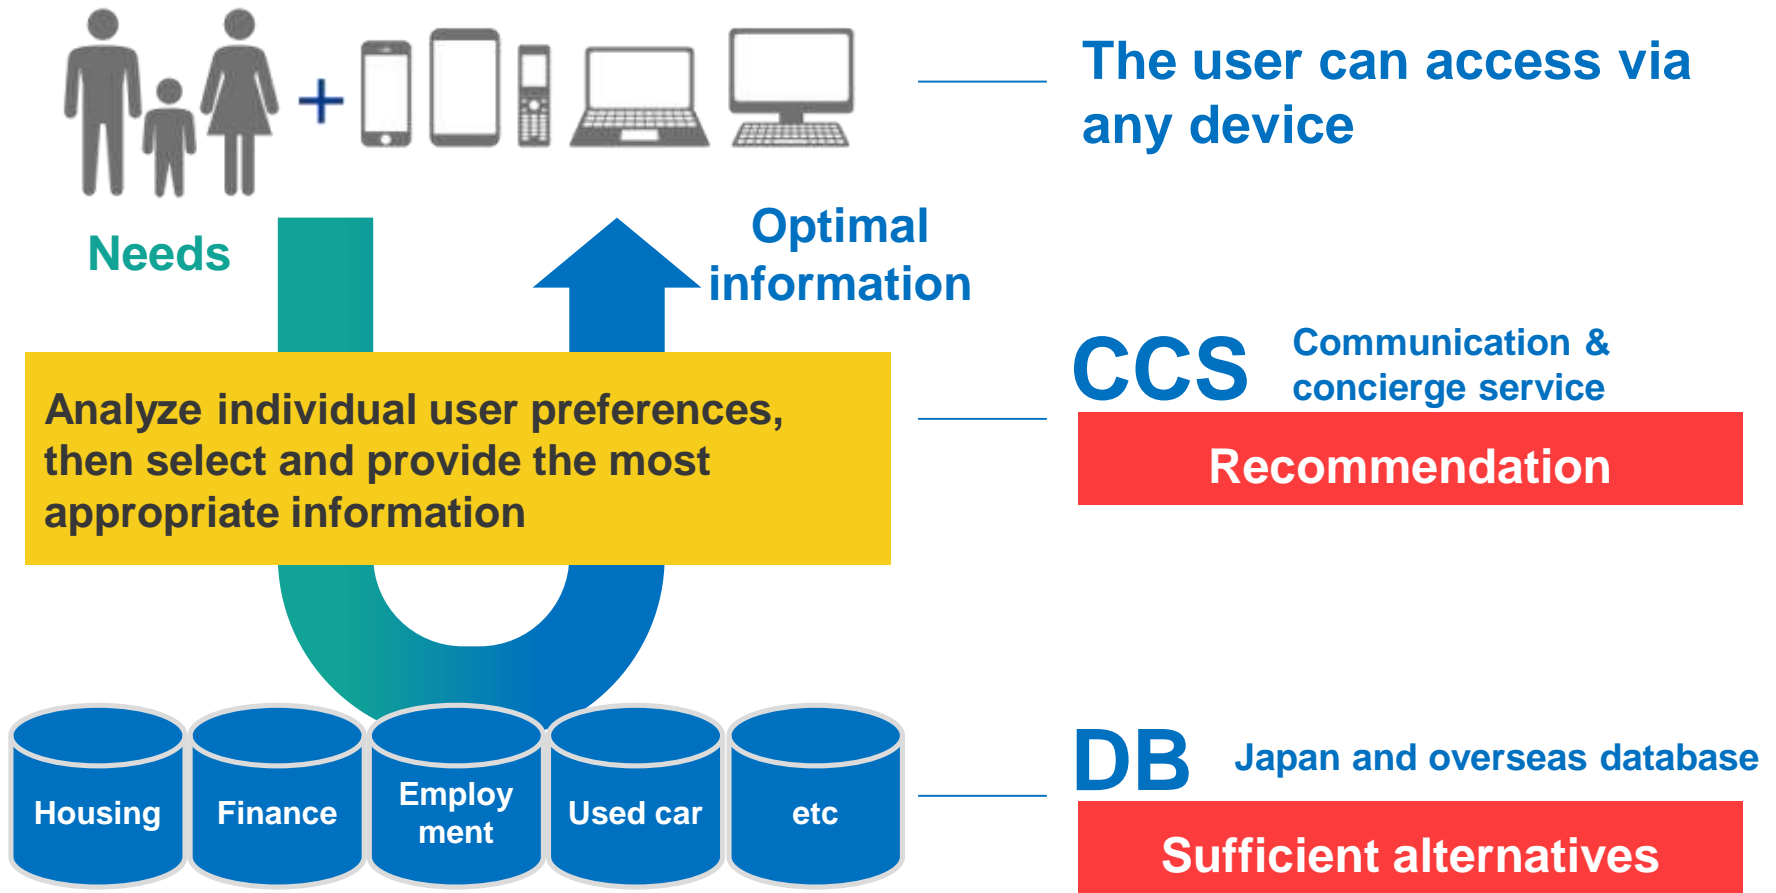 The user can access via
any device
Needs
Optimal
information
Analyze individual user preferences,
then select and provide the most
appropriate information
CCS
Communication &
concierge service
Recommendation
Housing
Finance
Employ
ment
Used car
etc
DB
Japan and overseas database
Sufficient alternatives